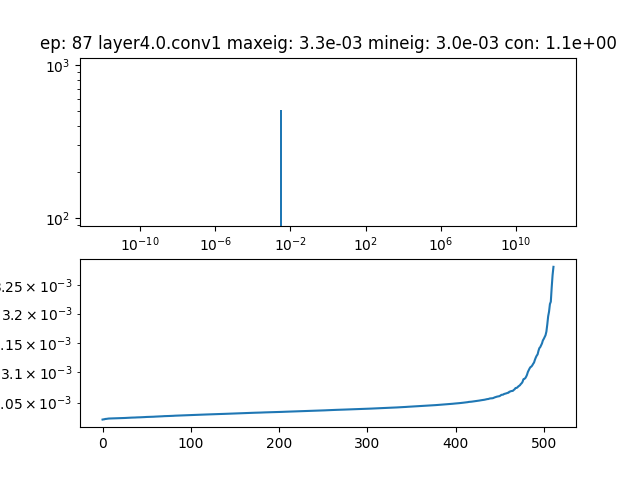 ep: 87 layer4.0.conv1 maxeig: 3.3e-03 mineig: 3.0e-03 con: 1.1e+00
10³
10²
10⁻¹⁰ 10⁻⁶ 10⁻² 10² 10⁶ 10¹⁰
.25 × 10⁻³
3.2 × 10⁻³
.15 × 10⁻³
3.1 × 10⁻³
.05 × 10⁻³
0 100 200 300 400 500